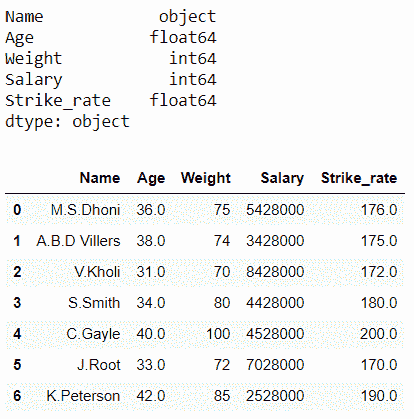 Name object
Age float64
Weight int64
Salary int64
Strike_rate float64
dtype: object
Name Age Weight Salary Strike_rate
0 M.S.Dhoni 36.0 75 5428000 176.0
1 A.B.D Villers 38.0 74 3428000 175.0
2 V.Kholi 31.0 70 8428000 172.0
3 S.Smith 34.0 80 4428000 180.0
4 C.Gayle 40.0 100 4528000 200.0
5 J.Root 33.0 72 7028000 170.0
6 K.Peterson 42.0 85 2528000 190.0